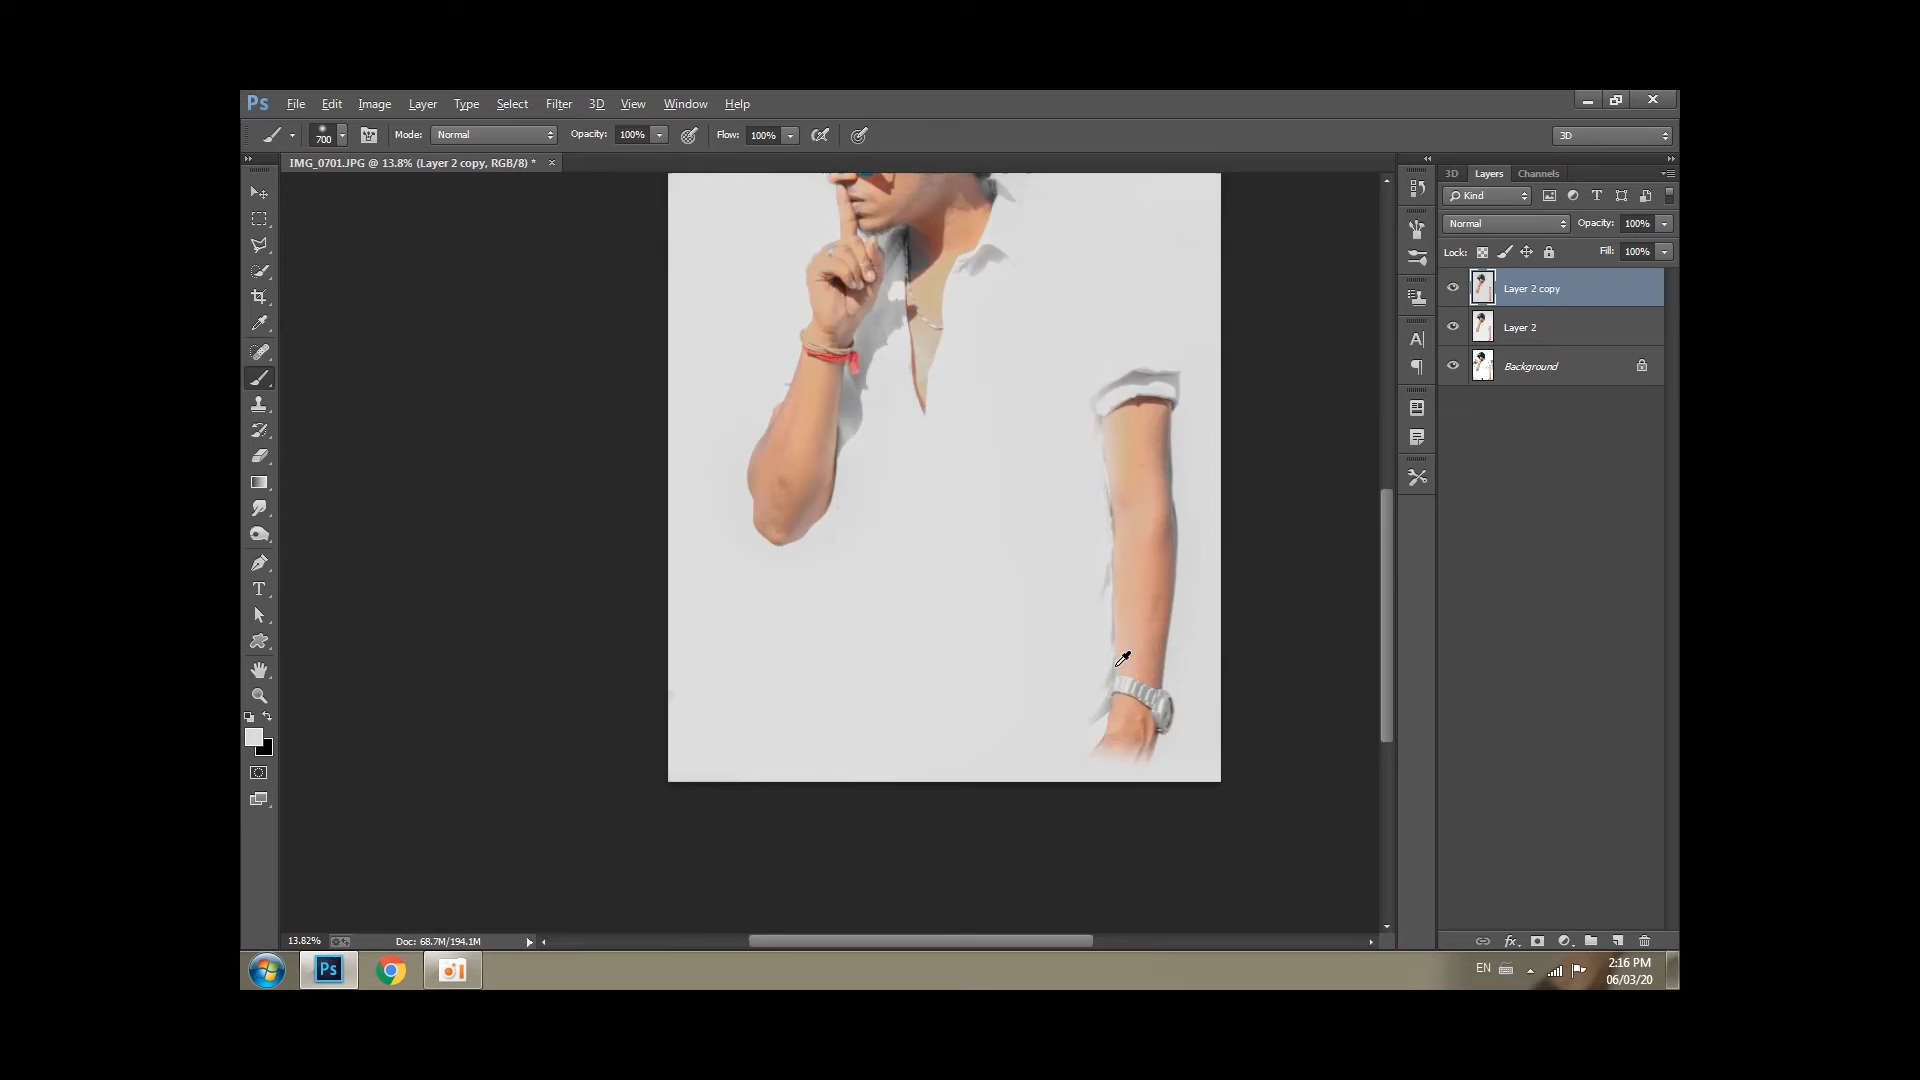 Ps File Edit Image Layer Type Select Filter 3D View Window Help
700 Mode: Normal Opacity: 100% Flow: 100% 3D
IMG_0701.JPG @ 13.8% (Layer 2 copy, RGB/8) *
3D Layers Channels
Kind
Normal Opacity: 100%
Lock: Fill: 100%
Layer 2 copy
Layer 2
Background
13.82% Doc: 68.7M/194.1M
fx
Ps EN 2:16 PM
06/03/20